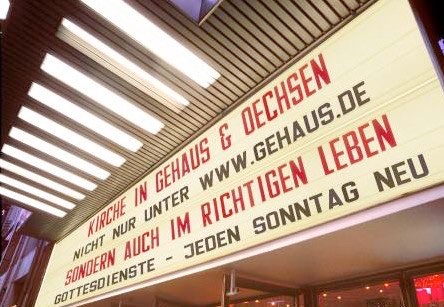 KIRCHE IN GEHAUS & OECHSEN
NICHT NUR UNTER WWW.GEHAUS.DE
SONDERN AUCH IM RICHTIGEN LEBEN
GOTTESDIENSTE - JEDEN SONNTAG NEU